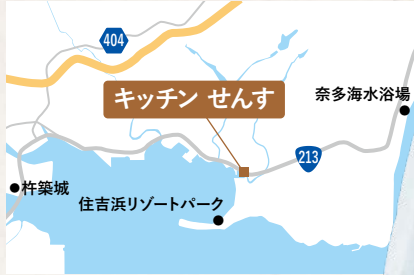 404
キッチン せんす
奈多海水浴場
213
杵築城
住吉浜リゾートパーク